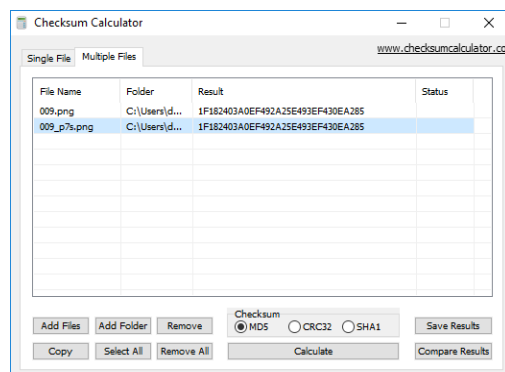 Checksum Calculator
www.checksumcalculator.co
Single File
Multiple Files
File Name Folder Result Status
009.png C:\Users\d... 1F182403A0EF492A25E493EF430EA285
009_p7s.png C:\Users\d... 1F182403A0EF492A25E493EF430EA285
Checksum
Add Files Add Folder Remove MD5 CRC32 SHA1 Save Results
Copy Select All Remove All Calculate Compare Results